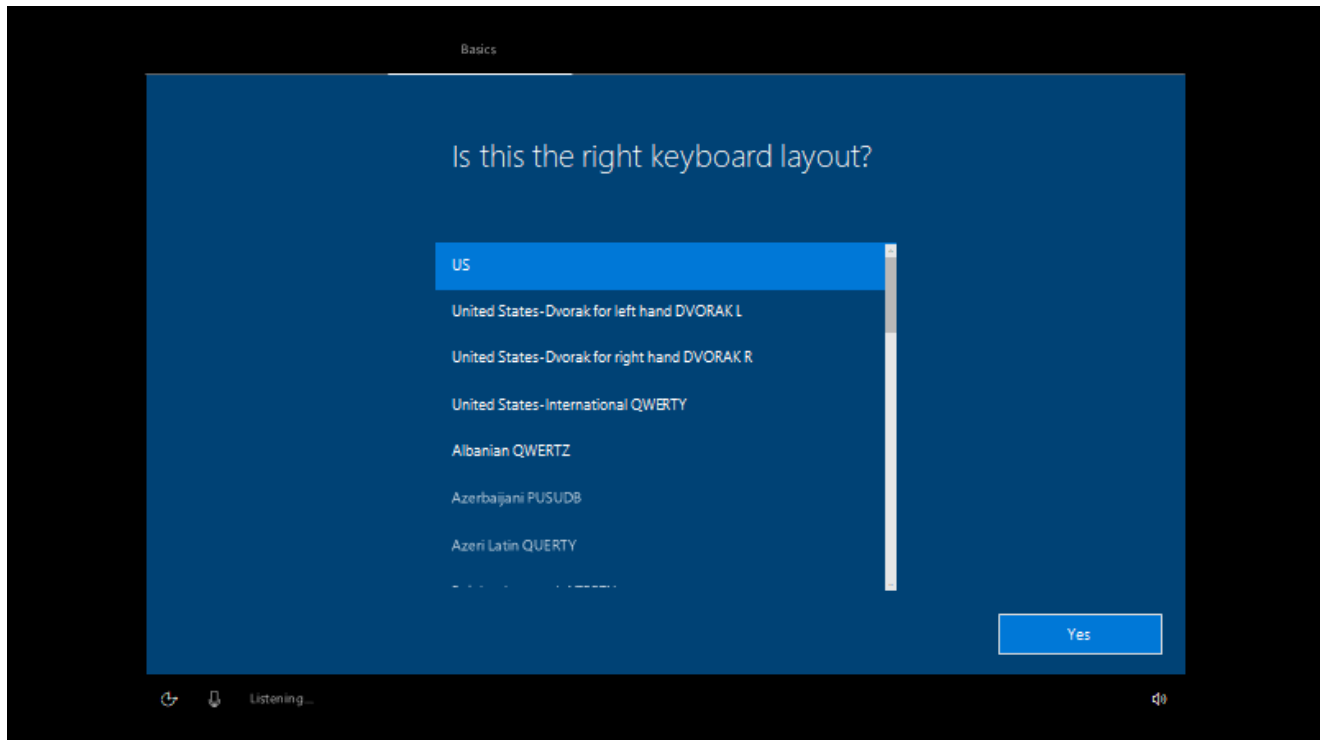 Basics
Is this the right keyboard layout?
US
United States-Dvorak for left hand DVORAK L
United States-Dvorak for right hand DVORAK R
United States-International QWERTY
Albanian QWERTZ
Azerbaijani PUSUDB
Azeri Latin QUERTY
Yes
Listening...